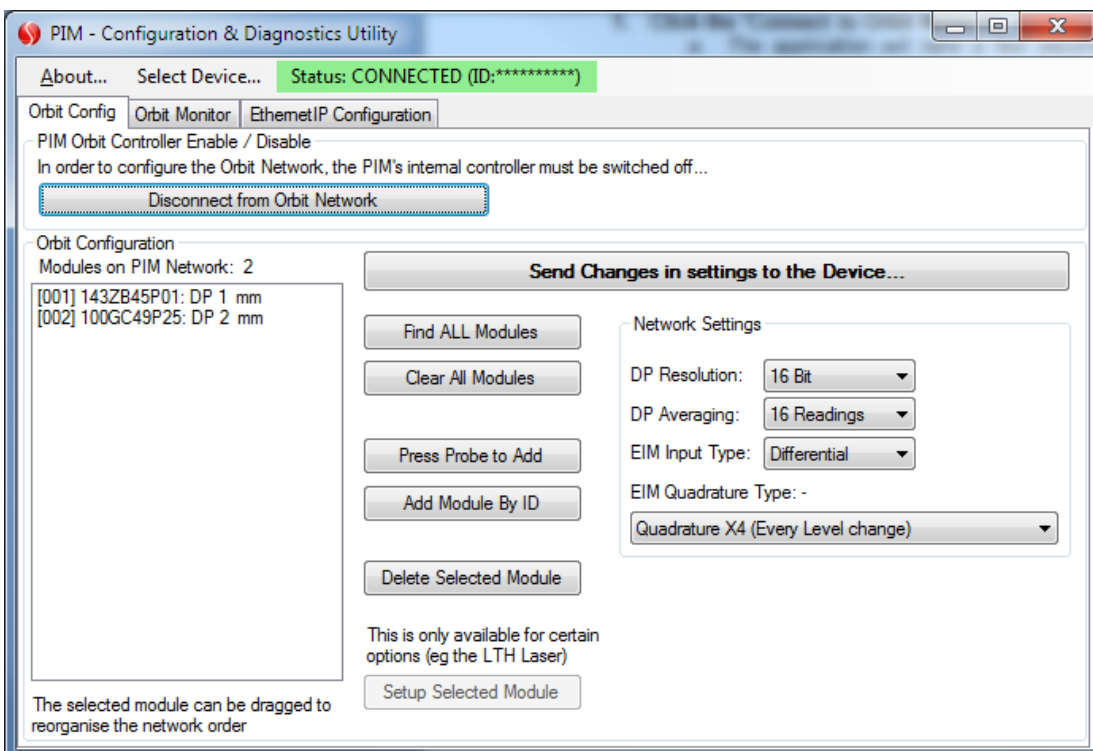 PIM - Configuration & Diagnostics Utility
About... Select Device... Status: CONNECTED (ID:**********)
Orbit Config Orbit Monitor EthernetIP Configuration
PIM Orbit Controller Enable / Disable
In order to configure the Orbit Network, the PIM's internal controller must be switched off...
Disconnect from Orbit Network
Orbit Configuration
Modules on PIM Network: 2
[001] 143ZB45P01: DP 1 mm
[002] 100GC49P25: DP 2 mm
The selected module can be dragged to
reorganise the network order
Send Changes in settings to the Device...
Find ALL Modules
Clear All Modules
Press Probe to Add
Add Module By ID
Delete Selected Module
This is only available for certain
options (eg the LTH Laser)
Setup Selected Module
Network Settings
DP Resolution: 16 Bit
DP Averaging: 16 Readings
EIM Input Type: Differential
EIM Quadrature Type: -
Quadrature X4 (Every Level change)